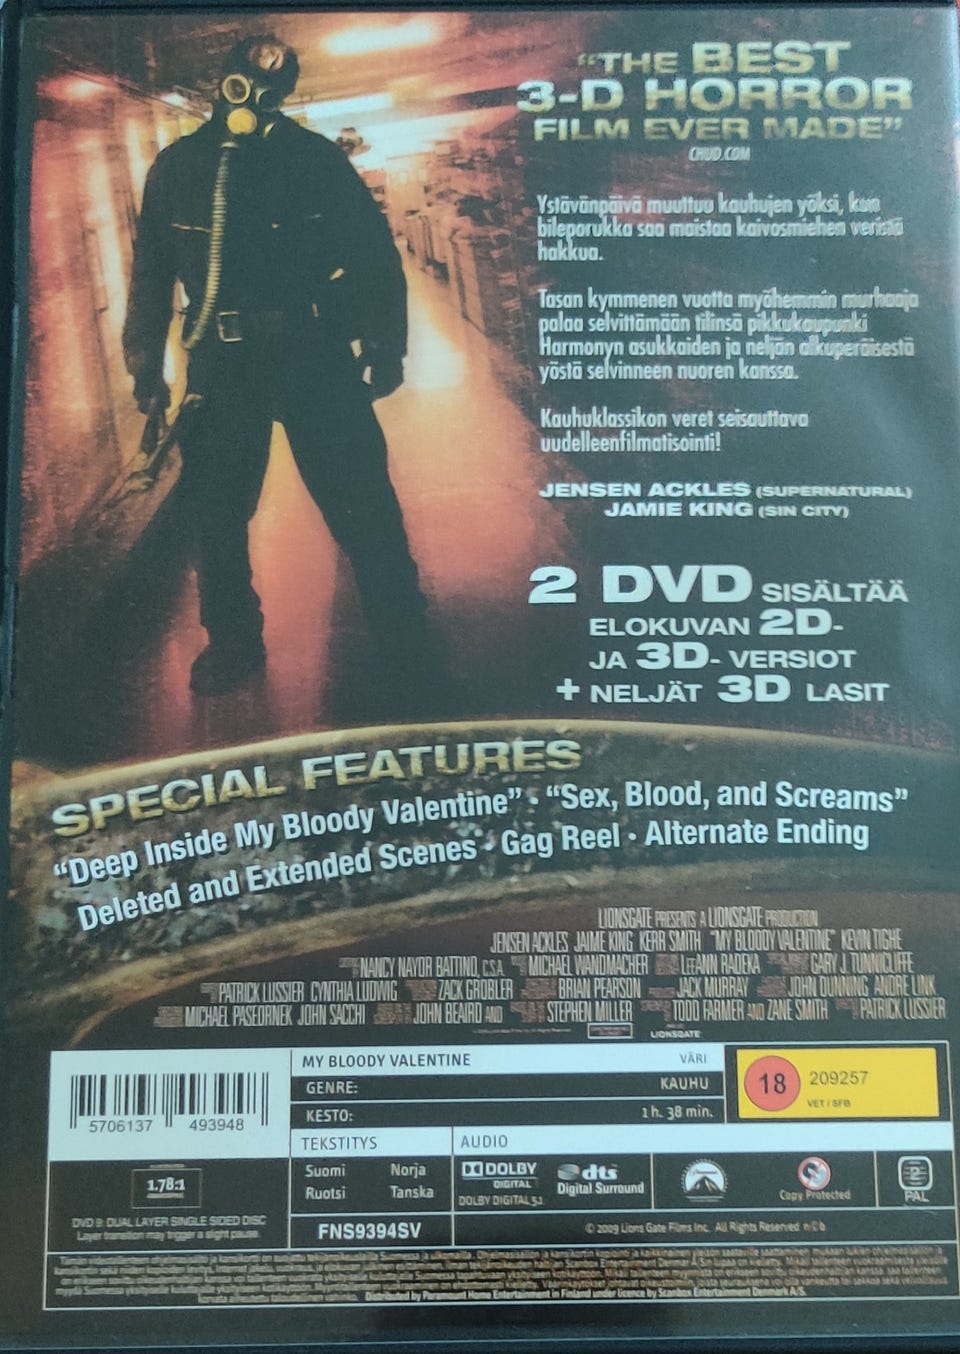 “THE BEST
3-D HORROR
FILM EVER MADE”
CHUD.COM
Ystävänpäivä muuttuu kauhujen yöksi, kun
bileporukka saa maistaa kaivosmiehen veristä
hakkua.
Tasan kymmenen vuotta myöhemmin murhaaja
palaa selvittämään tilinsä pikkukaupunki
Harmonyn asukkaiden ja neljän alkuperäisestä
yöstä selvinneen nuoren kanssa.
Kauhuklassikon veret seisauttava
uudelleenfilmatisointi!
JENSEN ACKLES (SUPERNATURAL)
JAMIE KING (SIN CITY)
2 DVD SISÄLTÄÄ
ELOKUVAN 2D-
JA 3D- VERSIOT
+ NELJÄT 3D LASIT
SPECIAL FEATURES
“Deep Inside My Bloody Valentine” • “Sex, Blood, and Screams”
Deleted and Extended Scenes • Gag Reel • Alternate Ending
LIONSGATE PRESENTS A LIONSGATE PRODUCTION
JENSEN ACKLES JAIME KING KERR SMITH "MY BLOODY VALENTINE" KEVIN TIGHE
NANCY NAYOR BATTINO, C.S.A. MICHAEL WANDMACHER LEEANN RADEKA GARY J. TUNNICLIFFE
PATRICK LUSSIER CYNTHIA LUDWIG ZACK GROBLER BRIAN PEARSON JACK MURRAY JOHN DUNNING ANDRE LINK
MICHAEL PASEORNEK JOHN SACCHI JOHN BEAIRD AND STEPHEN MILLER TODD FARMER AND ZANE SMITH PATRICK LUSSIER
LIONSGATE
5706137 493948
MY BLOODY VALENTINE VÄRI
GENRE: KAUHU
KESTO: 1 h. 38 min.
18 209257
VET / SFB
TEKSTITYS AUDIO
Suomi Norja
Ruotsi Tanska
DOLBY
DIGITAL
DOLBY DIGITAL 5.1
dts
Digital Surround
Copy Protected
2
PAL
1.78:1
DVD 9: DUAL LAYER SINGLE SIDED DISC
Layer transition may trigger a slight pause.
FNS9394SV
© 2009 Lions Gate Films Inc. All Rights Reserved
Distributed by Paramount Home Entertainment in Finland under licence by Scanbox Entertainment Denmark A/S.